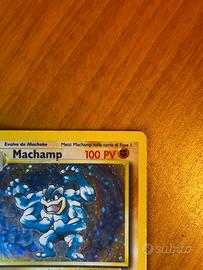 Evolve da Machoke Metti Machamp sulla carta di Fase 1
Machamp 100 PV
subito